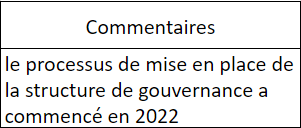 Commentaires
le processus de mise en place de
la structure de gouvernance a
commencé en 2022